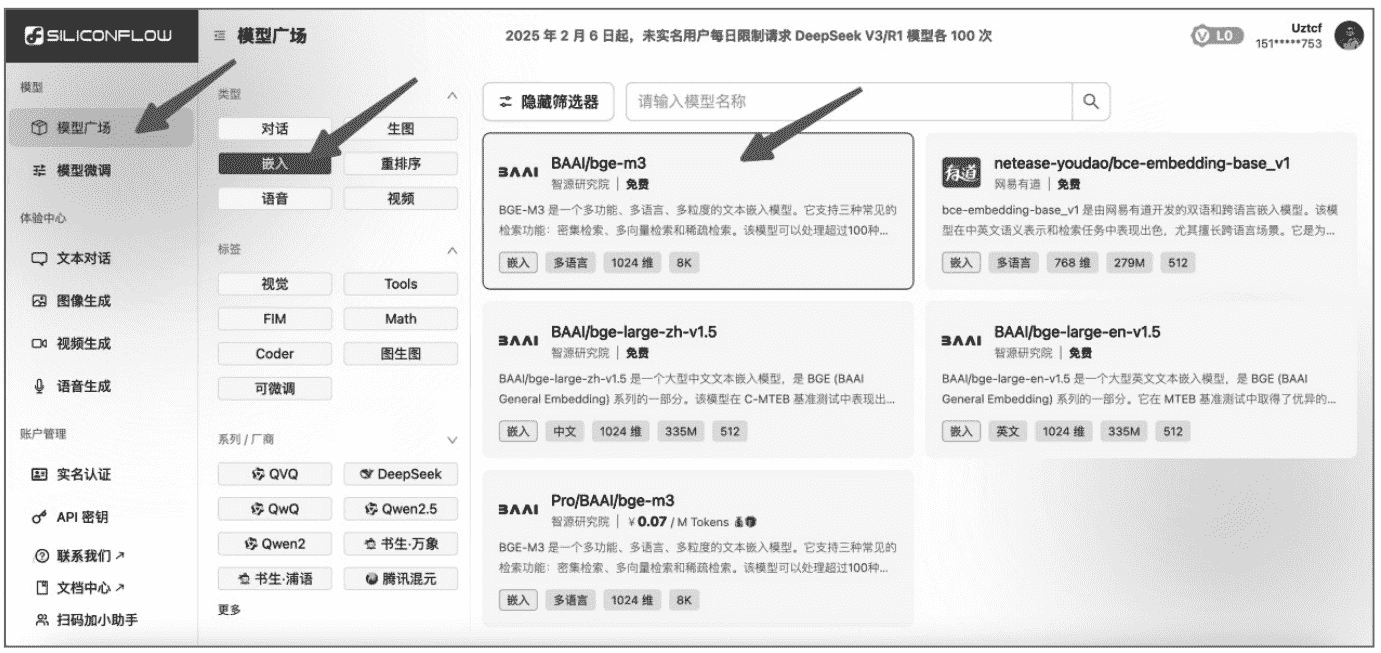 SILICONFLOW
模型广场
2025 年 2 月 6 日起，未实名用户每日限制请求 DeepSeek V3/R1 模型各 100 次
L0
Uztcf
151*****753
模型
模型广场
模型微调
体验中心
文本对话
图像生成
视频生成
语音生成
账户管理
实名认证
API 密钥
联系我们
文档中心
扫码加小助手
类型
对话
生图
嵌入
重排序
语音
视频
标签
视觉
Tools
FIM
Math
Coder
图生图
可微调
系列 / 厂商
QVQ
DeepSeek
QwQ
Qwen2.5
Qwen2
书生·万象
书生·浦语
腾讯混元
更多
隐藏筛选器
请输入模型名称
BAAI
BAAI/bge-m3
智源研究院 | 免费
BGE-M3 是一个多功能、多语言、多粒度的文本嵌入模型。它支持三种常见的
检索功能：密集检索、多向量检索和稀疏检索。该模型可以处理超过100种...
嵌入 多语言 1024 维 8K
有道
netease-youdao/bce-embedding-base_v1
网易有道 | 免费
bce-embedding-base_v1 是由网易有道开发的双语和跨语言嵌入模型。该模
型在中英文语义表示和检索任务中表现出色，尤其擅长跨语言场景。它是为...
嵌入 多语言 768 维 279M 512
BAAI
BAAI/bge-large-zh-v1.5
智源研究院 | 免费
BAAI/bge-large-zh-v1.5 是一个大型中文文本嵌入模型，是 BGE (BAAI
General Embedding) 系列的一部分。该模型在 C-MTEB 基准测试中表现出...
嵌入 中文 1024 维 335M 512
BAAI
BAAI/bge-large-en-v1.5
智源研究院 | 免费
BAAI/bge-large-en-v1.5 是一个大型英文文本嵌入模型，是 BGE (BAAI
General Embedding) 系列的一部分。它在 MTEB 基准测试中取得了优异的...
嵌入 英文 1024 维 335M 512
BAAI
Pro/BAAI/bge-m3
智源研究院 | ￥0.07 / M Tokens
BGE-M3 是一个多功能、多语言、多粒度的文本嵌入模型。它支持三种常见的
检索功能：密集检索、多向量检索和稀疏检索。该模型可以处理超过100种...
嵌入 多语言 1024 维 8K